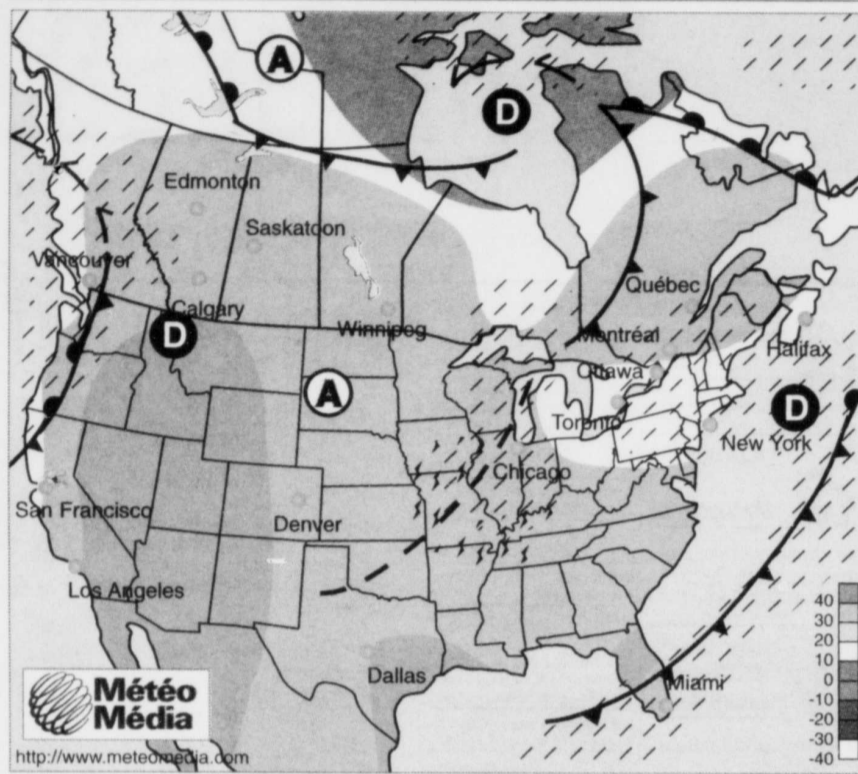 A
D
Edmonton
Saskatoon
Vancouver
Québec
Calgary
D
Winnipeg
Montréal
Halifax
A
Ottawa
D
Toronto
New York
Chicago
San Francisco
Denver
Los Angeles
40
30
20
10
0
-10
-20
-30
-40
Dallas
Miami
Météo
Média
http://www.meteomedia.com